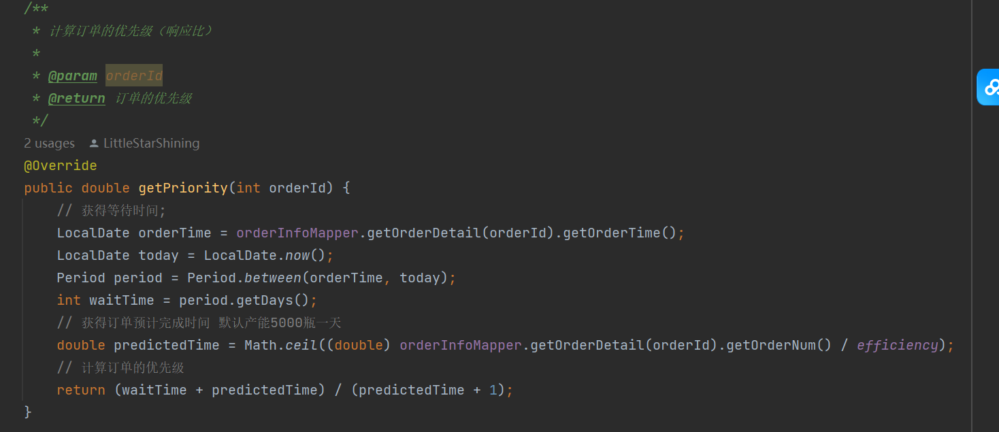 /**
* 计算订单的优先级（响应比）
*
* @param orderId
* @return 订单的优先级
*/
2 usages LittleStarShining
@Override
public double getPriority(int orderId) {
// 获得等待时间;
LocalDate orderTime = orderInfoMapper.getOrderDetail(orderId).getOrderTime();
LocalDate today = LocalDate.now();
Period period = Period.between(orderTime, today);
int waitTime = period.getDays();
// 获得订单预计完成时间 默认产能5000瓶一天
double predictedTime = Math.ceil((double) orderInfoMapper.getOrderDetail(orderId).getOrderNum() / efficiency);
// 计算订单的优先级
return (waitTime + predictedTime) / (predictedTime + 1);
}